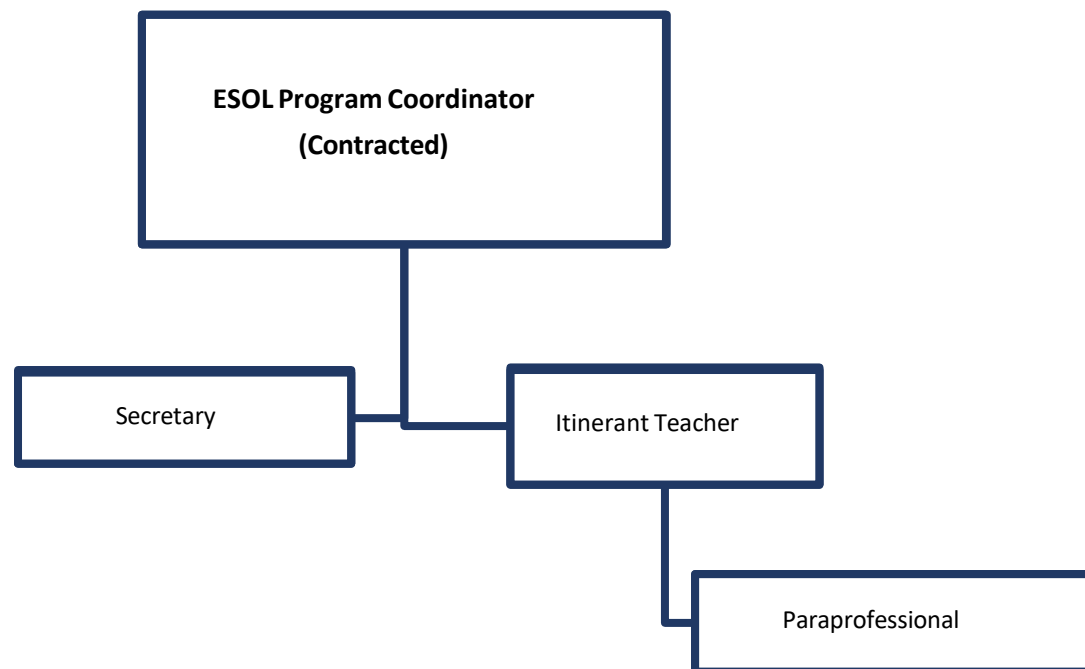 ESOL Program Coordinator
(Contracted)
Secretary
Itinerant Teacher
Paraprofessional